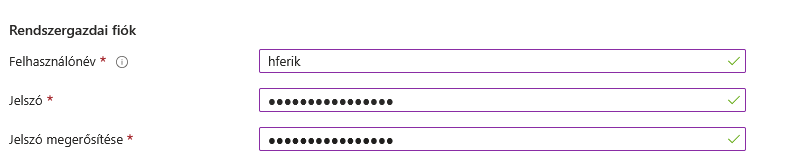 Rendszergazdai fiók
Felhasználónév * ⓘ hferik
Jelszó * ●●●●●●●●●●●●●●●●
Jelszó megerősítése * ●●●●●●●●●●●●●●●●